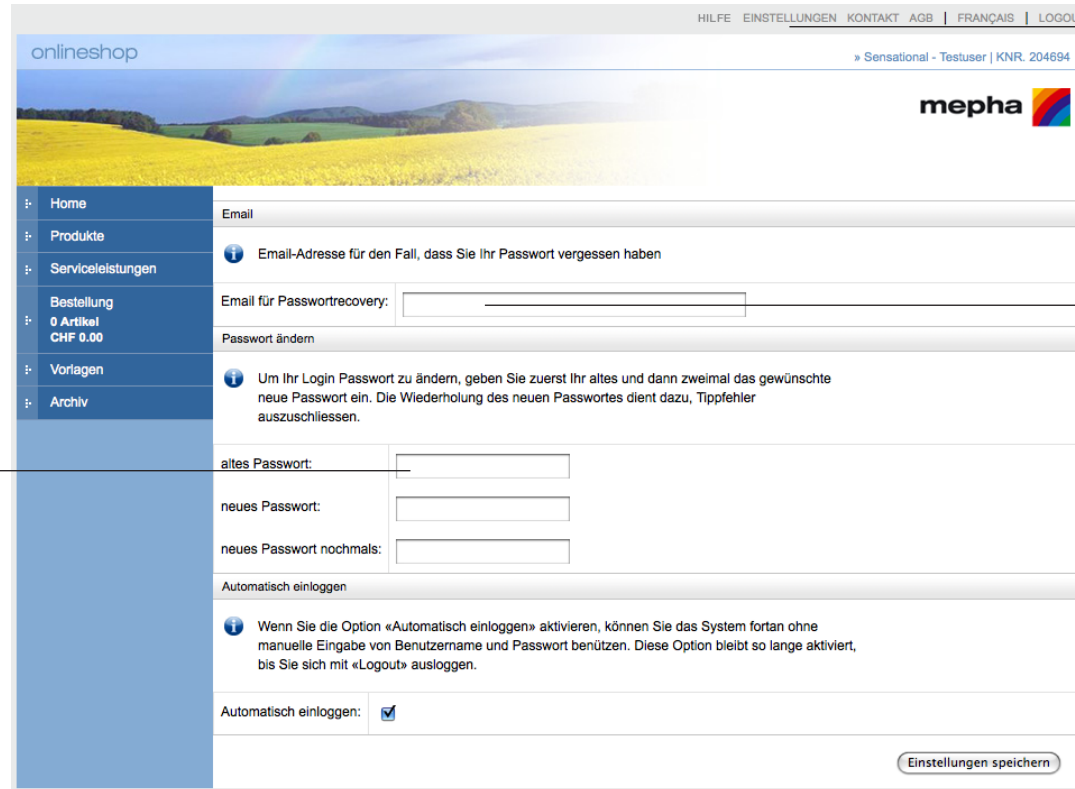 HILFE EINSTELLUNGEN KONTAKT AGB | FRANÇAIS | LOGOU
onlineshop
» Sensational - Testuser | KNR. 204694
mepha
Home
Produkte
Serviceleistungen
Bestellung
0 Artikel
CHF 0.00
Vorlagen
Archiv
Email
Email-Adresse für den Fall, dass Sie Ihr Passwort vergessen haben
Email für Passwortrecovery:
Passwort ändern
Um Ihr Login Passwort zu ändern, geben Sie zuerst Ihr altes und dann zweimal das gewünschte
neue Passwort ein. Die Wiederholung des neuen Passwortes dient dazu, Tippfehler
auszuschliessen.
altes Passwort:
neues Passwort:
neues Passwort nochmals:
Automatisch einloggen
Wenn Sie die Option «Automatisch einloggen» aktivieren, können Sie das System fortan ohne
manuelle Eingabe von Benutzername und Passwort benützen. Diese Option bleibt so lange aktiviert,
bis Sie sich mit «Logout» ausloggen.
Automatisch einloggen:
Einstellungen speichern